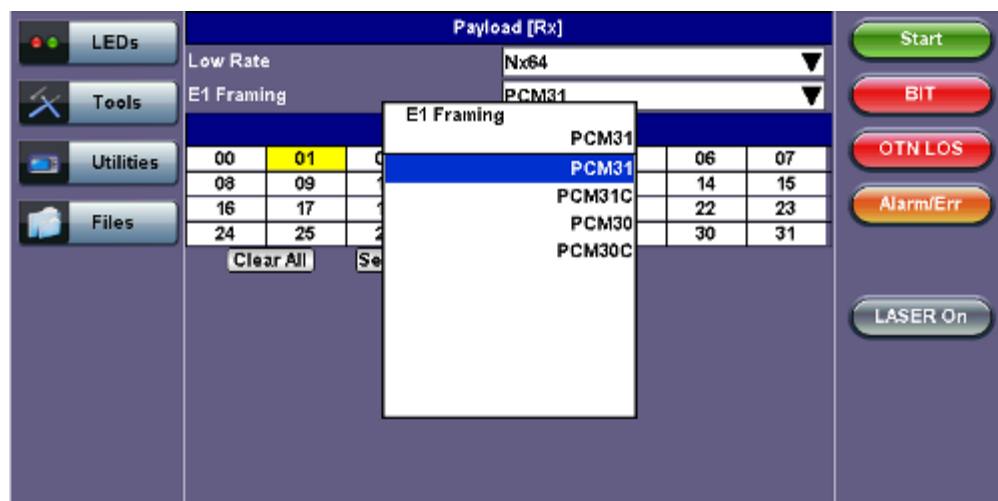 LEDs
Tools
Utilities
Files
Payload [Rx]
Low Rate
Nx64
E1 Framing
PCM31
E1 Framing
PCM31
PCM31
PCM31C
PCM30
PCM30C
00 01 06 07
08 09 14 15
16 17 22 23
24 25 30 31
Clear All
Start
BIT
OTN LOS
Alarm/Err
LASER On